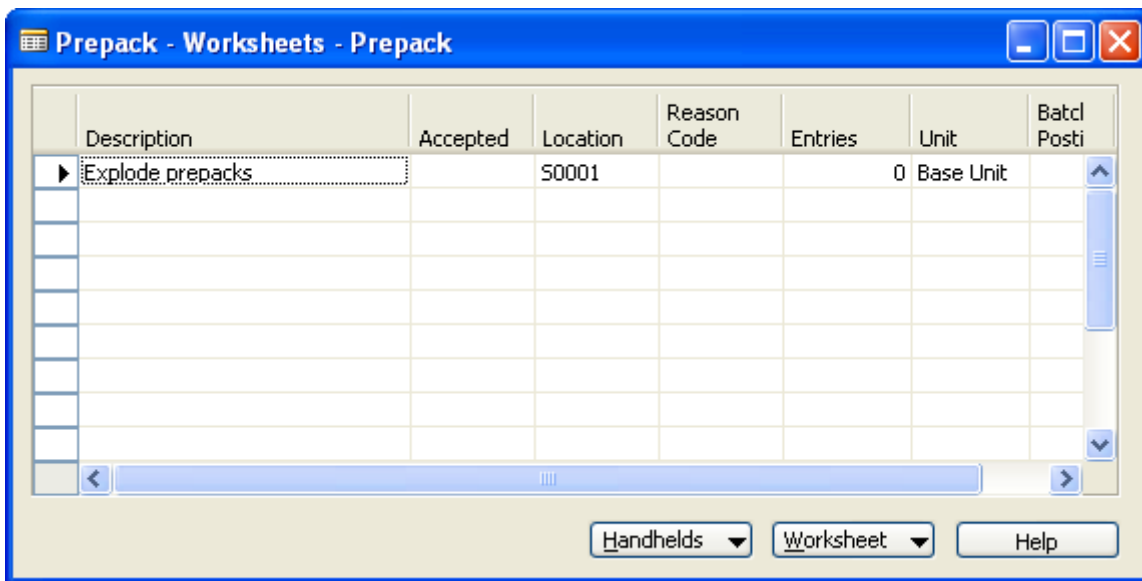 Prepack - Worksheets - Prepack
Description Accepted Location Reason Code Entries Unit Batcl Posti
Explode prepacks S0001 0 Base Unit
Handhelds Worksheet Help